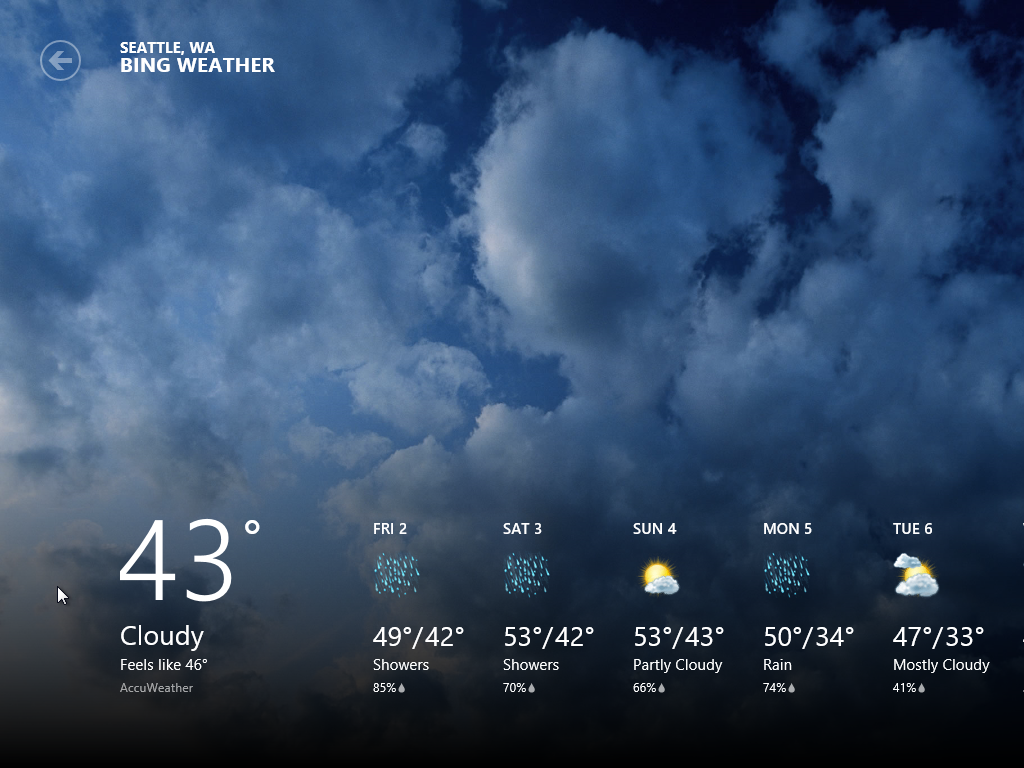 SEATTLE, WA
BING WEATHER
43°
Cloudy
Feels like 46°
AccuWeather
FRI 2
49°/42°
Showers
85%
SAT 3
53°/42°
Showers
70%
SUN 4
53°/43°
Partly Cloudy
66%
MON 5
50°/34°
Rain
74%
TUE 6
47°/33°
Mostly Cloudy
41%